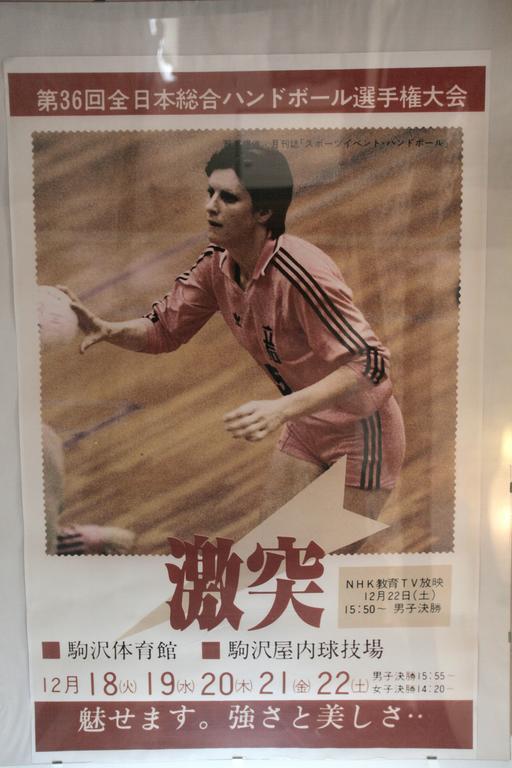 第36回全日本総合ハンドボール選手権大会
月刊誌「スポーツイベント・ハンドボール」
激突
NHK教育TV放映
12月22日(土)
15:50～ 男子決勝
■ 駒沢体育館 ■ 駒沢屋内球技場
12月 18(火) 19(水) 20(木) 21(金) 22(土) 男子決勝15:55～
女子決勝14:20～
魅せます。強さと美しさ‥